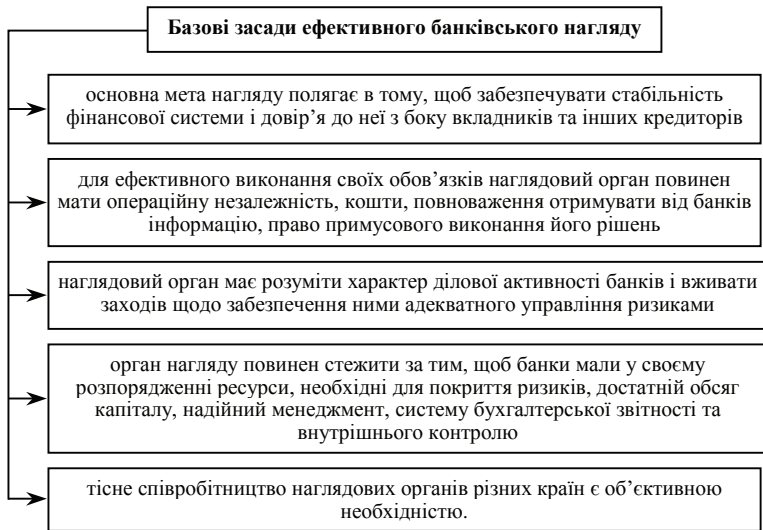 Базові засади ефективного банківського нагляду
основна мета нагляду полягає в тому, щоб забезпечувати стабільність
фінансової системи і довір’я до неї з боку вкладників та інших кредиторів
для ефективного виконання своїх обов’язків наглядовий орган повинен
мати операційну незалежність, кошти, повноваження отримувати від банків
інформацію, право примусового виконання його рішень
наглядовий орган має розуміти характер ділової активності банків і вживати
заходів щодо забезпечення ними адекватного управління ризиками
орган нагляду повинен стежити за тим, щоб банки мали у своєму
розпорядженні ресурси, необхідні для покриття ризиків, достатній обсяг
капіталу, надійний менеджмент, систему бухгалтерської звітності та
внутрішнього контролю
тісне співробітництво наглядових органів різних країн є об’єктивною
необхідністю.